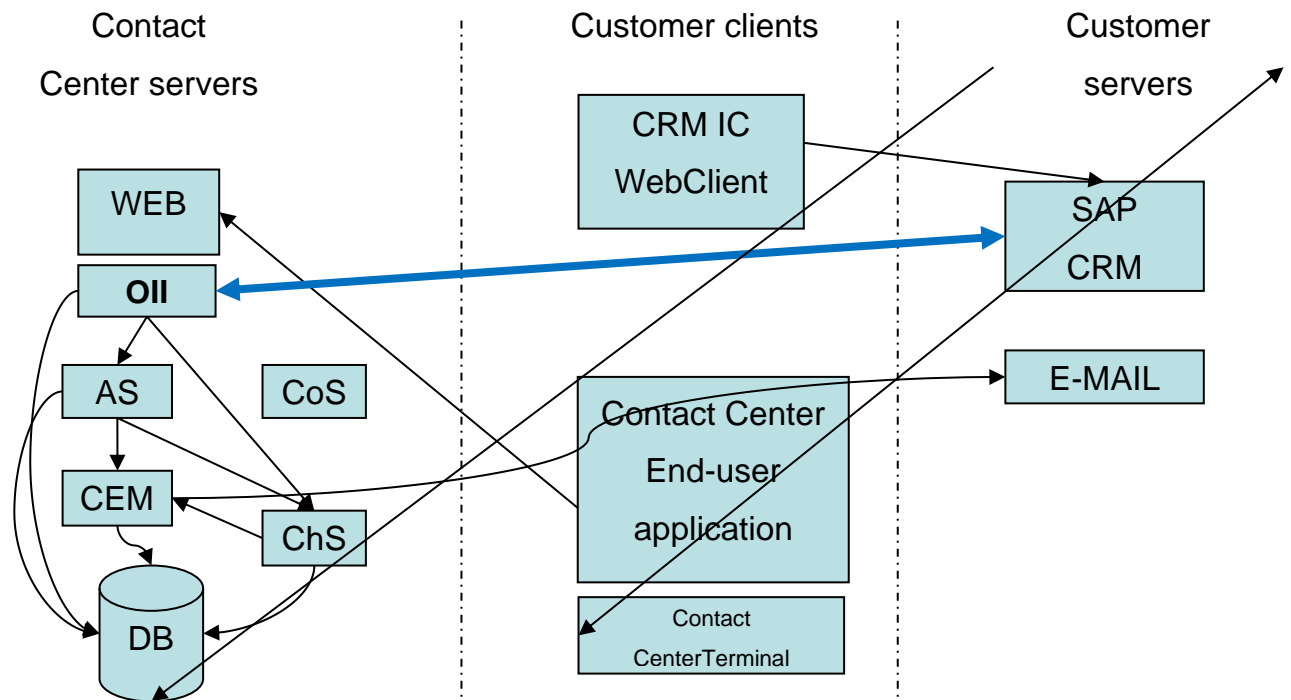 Contact
Center servers
Customer clients
Customer
servers
CRM IC
WebClient
WEB
SAP
CRM
OII
AS
CoS
E-MAIL
Contact Center
End-user
application
CEM
ChS
DB
Contact
CenterTerminal